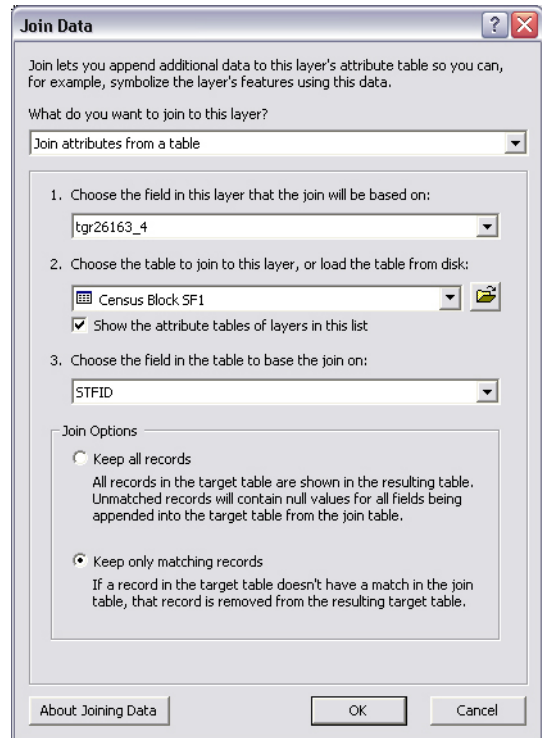 Join Data
Join lets you append additional data to this layer's attribute table so you can,
for example, symbolize the layer's features using this data.
What do you want to join to this layer?
Join attributes from a table
1. Choose the field in this layer that the join will be based on:
tgr26163_4
2. Choose the table to join to this layer, or load the table from disk:
Census Block SF1
Show the attribute tables of layers in this list
3. Choose the field in the table to base the join on:
STFID
Join Options
Keep all records
All records in the target table are shown in the resulting table.
Unmatched records will contain null values for all fields being
appended into the target table from the join table.
Keep only matching records
If a record in the target table doesn't have a match in the join
table, that record is removed from the resulting target table.
About Joining Data
OK
Cancel